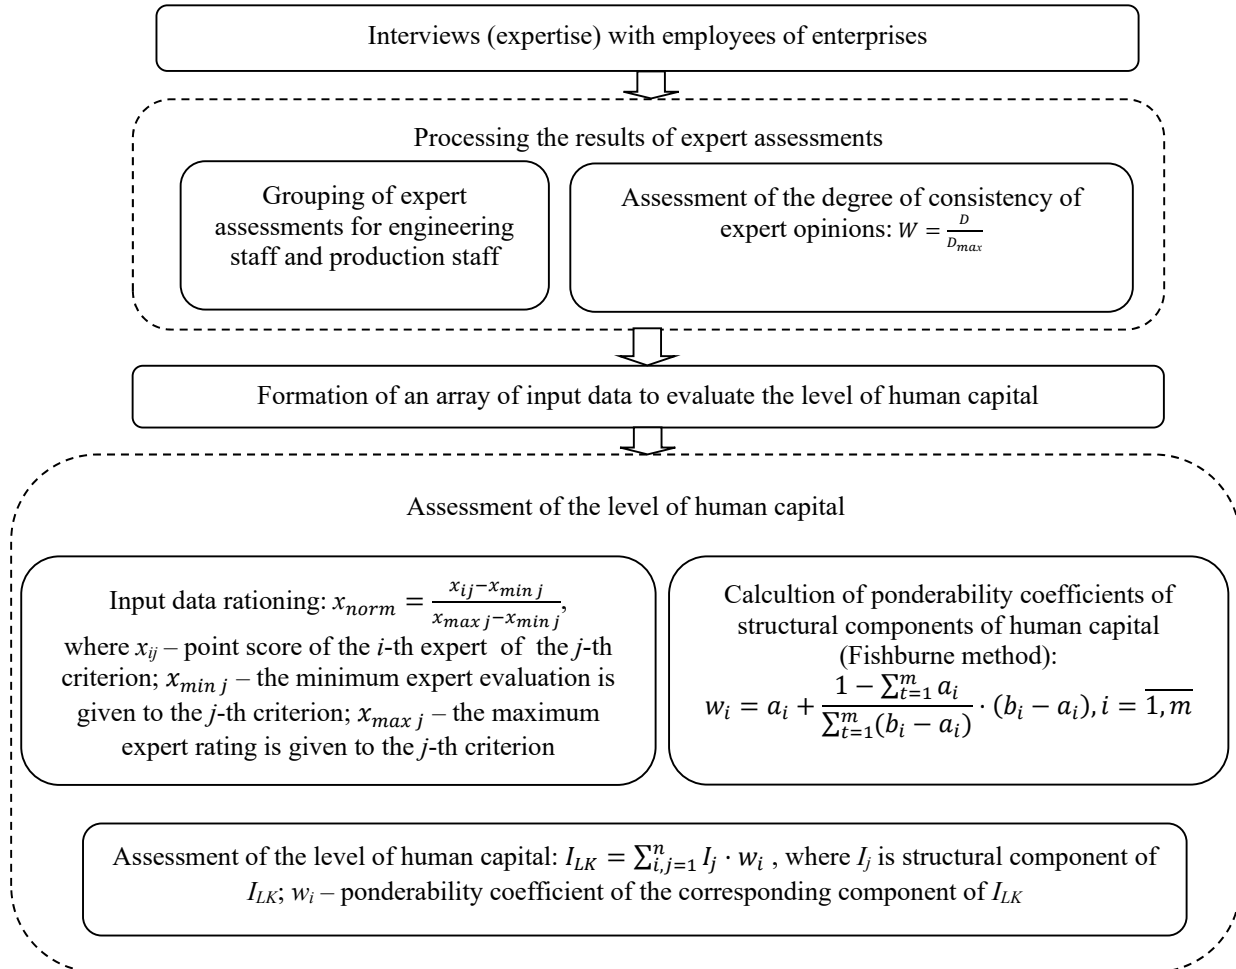 Interviews (expertise) with employees of enterprises
Processing the results of expert assessments
Grouping of expert
assessments for engineering
staff and production staff
Assessment of the degree of consistency of
expert opinions: W = D/D_max
Formation of an array of input data to evaluate the level of human capital
Assessment of the level of human capital
Input data rationing: x_norm = (x_ij − x_min j)/(x_max j − x_min j),
where x_ij – point score of the i-th expert of the j-th
criterion; x_min j – the minimum expert evaluation is
given to the j-th criterion; x_max j – the maximum
expert rating is given to the j-th criterion
Calcultion of ponderability coefficients of
structural components of human capital
(Fishburne method):
w_i = a_i + (1 − ∑_{t=1}^{m} a_i)/(∑_{t=1}^{m} (b_i − a_i)) · (b_i − a_i), i = \overline{1, m}
Assessment of the level of human capital: I_LK = ∑_{i,j=1}^{n} I_j · w_i , where I_j is structural component of
I_LK; w_i – ponderability coefficient of the corresponding component of I_LK